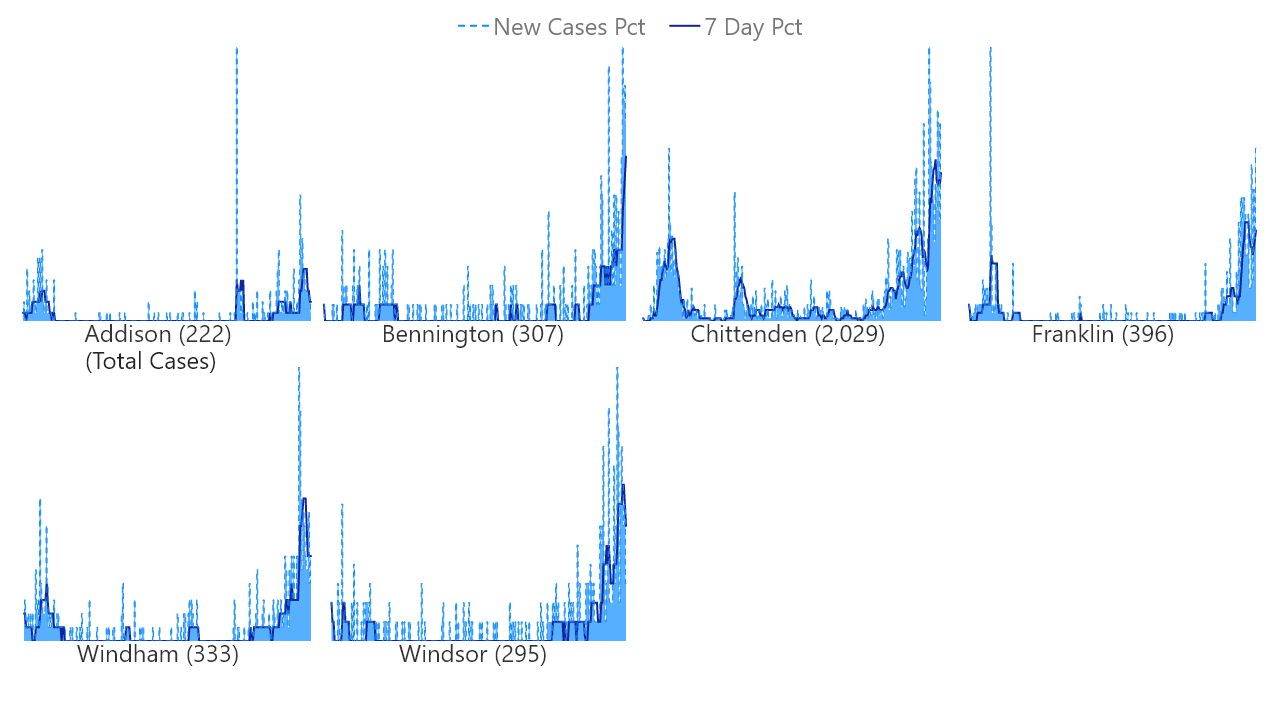 New Cases Pct 7 Day Pct
Addison (222)
(Total Cases)
Bennington (307)
Chittenden (2,029)
Franklin (396)
Windham (333)
Windsor (295)